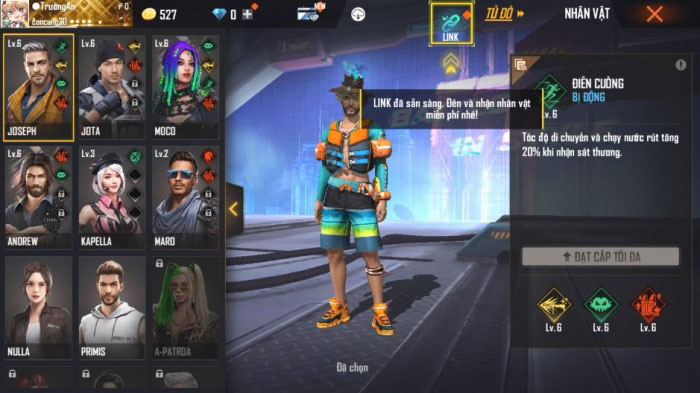 TrườngAn
concung30
0
527
0
LINK
TỦ ĐỒ
NHÂN VẬT
Lv.6
JOSEPH
Lv.6
JOTA
Lv.6
MOCO
Lv.6
ANDREW
Lv.3
KAPELLA
Lv.2
MARO
NULLA
PRIMIS
A-PATROA
LINK đã sẵn sàng. Đến và nhận nhân vật
miễn phí nhé!
Đã chọn
ĐIÊN CUỒNG
BỊ ĐỘNG
Lv.6
Tốc độ di chuyển và chạy nước rút tăng
20% khi nhận sát thương.
ĐẠT CẤP TỐI ĐA
Lv.6
Lv.6
Lv.6